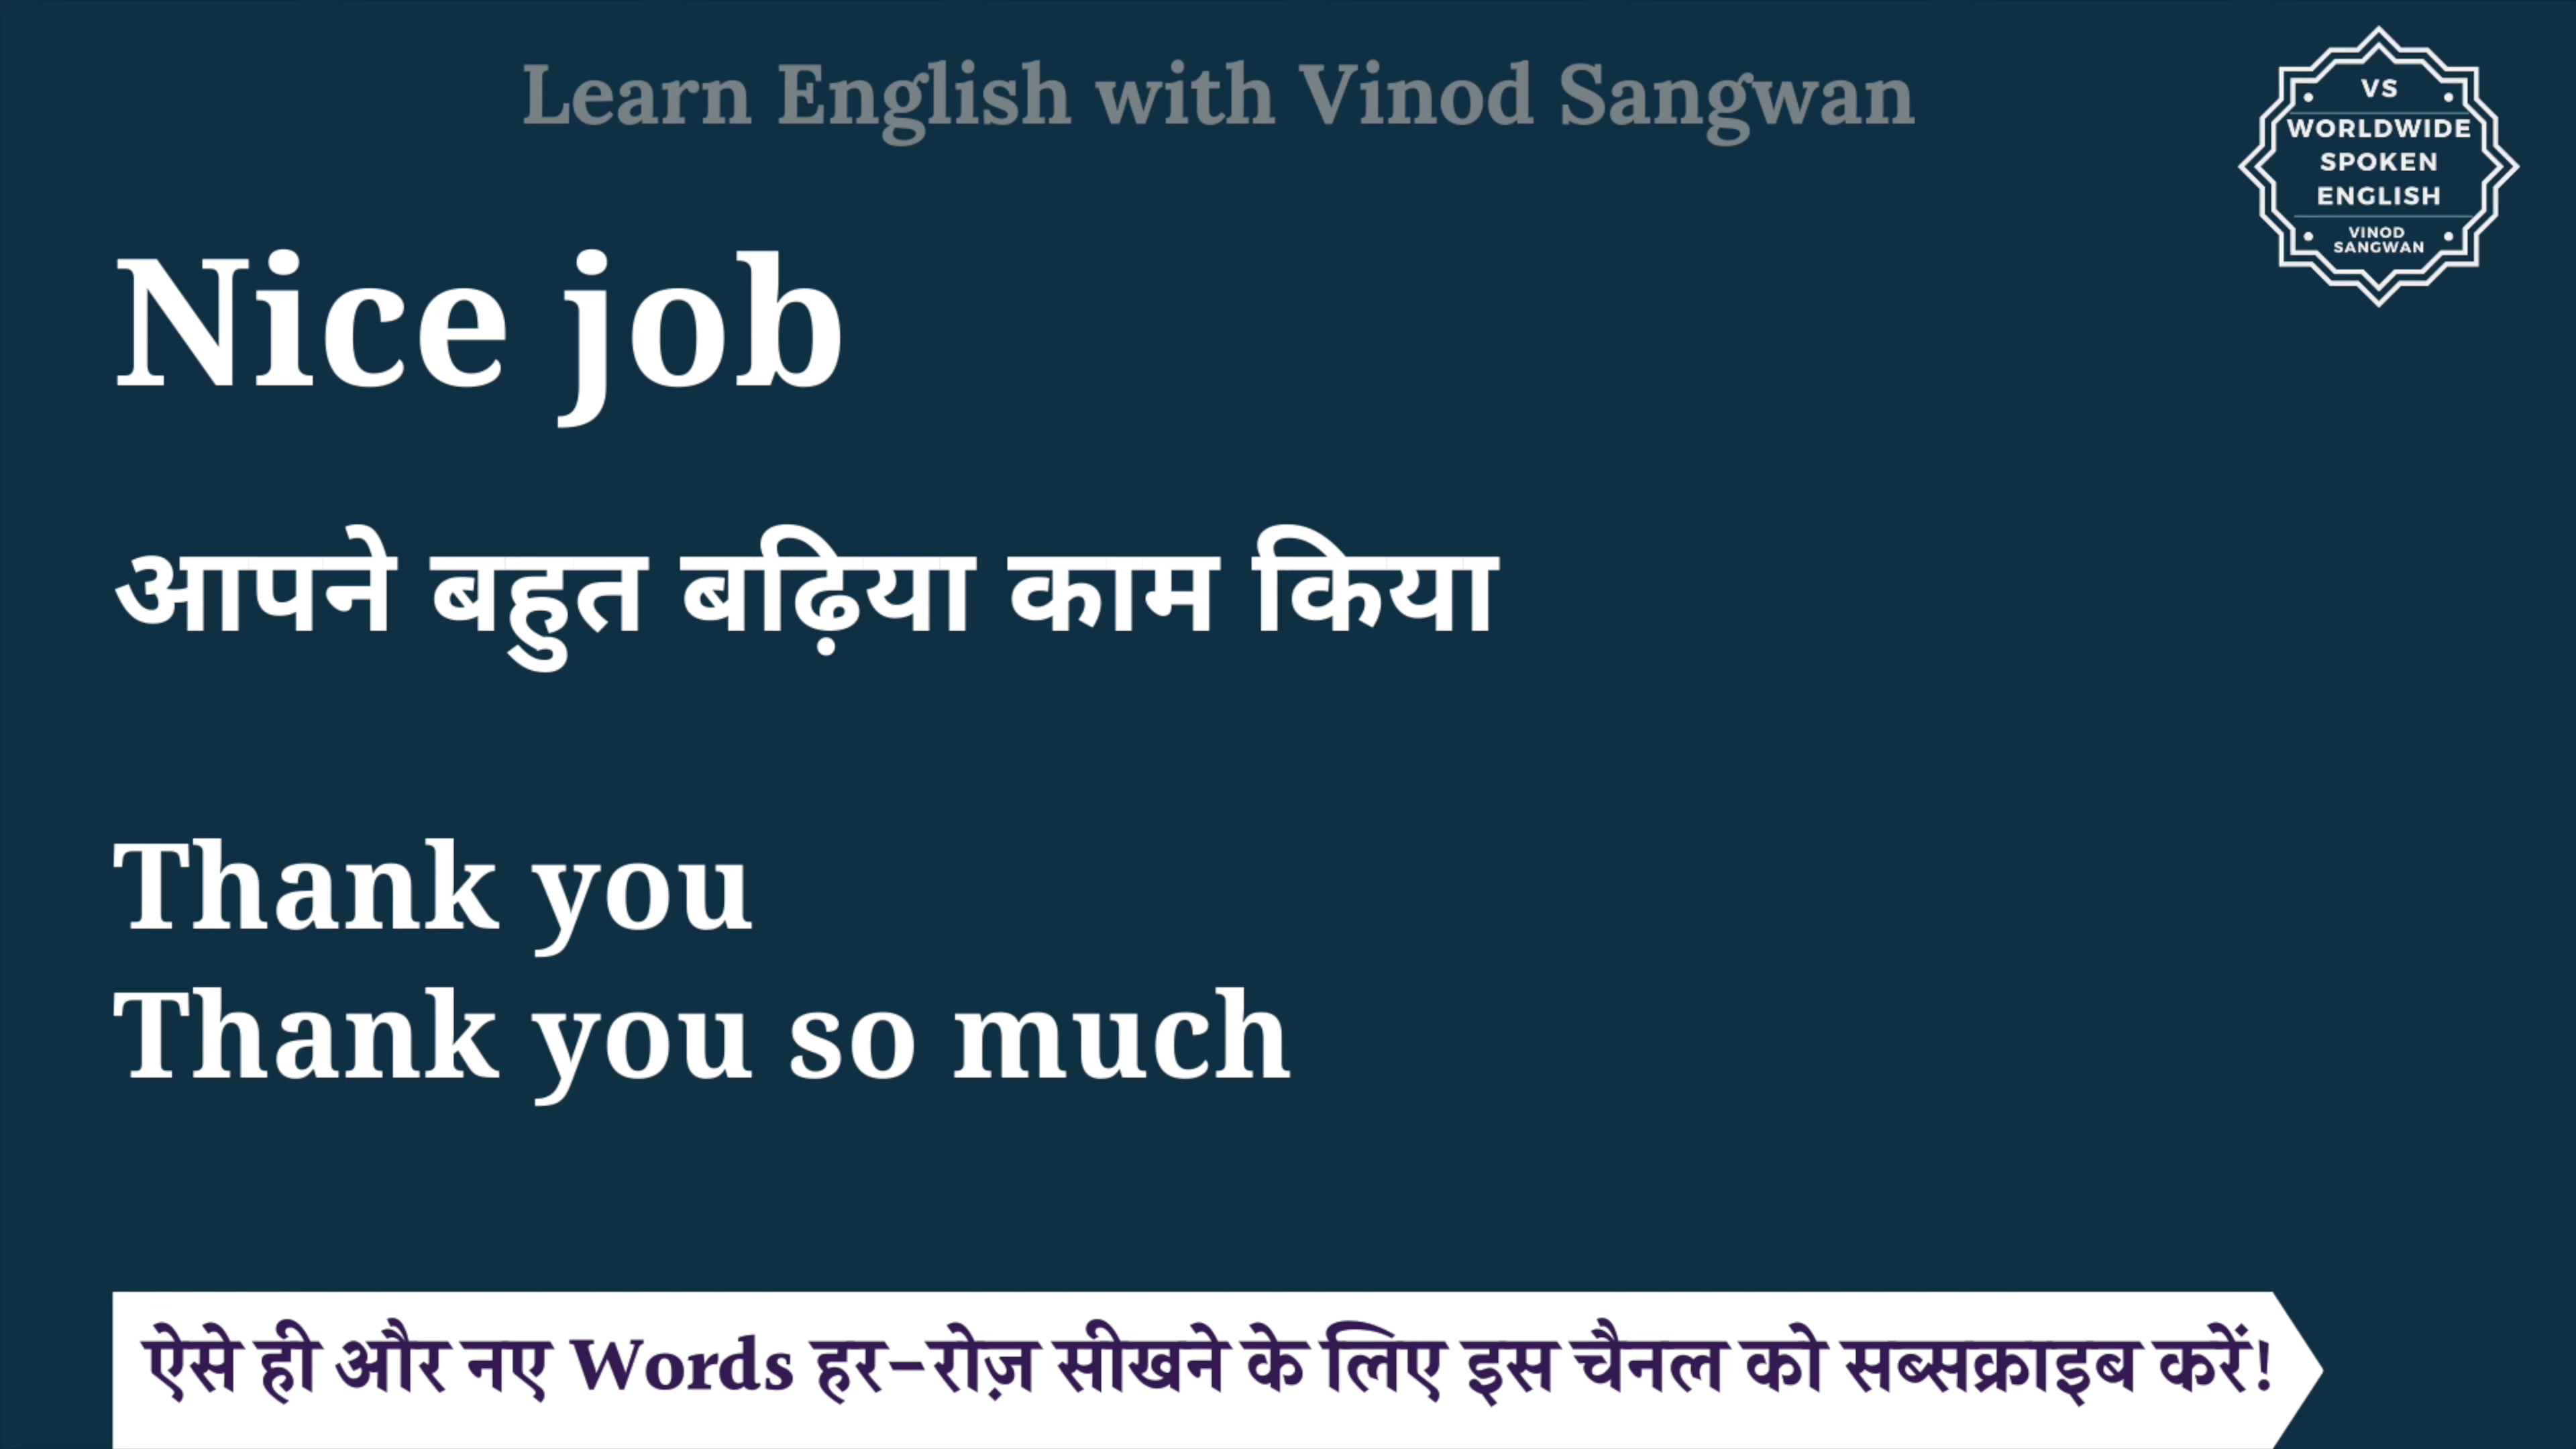 Learn English with Vinod Sangwan
VS
WORLDWIDE
SPOKEN
ENGLISH
VINOD
SANGWAN
Nice job
आपने बहुत बढ़िया काम किया
Thank you
Thank you so much
ऐसे ही और नए Words हर-रोज़ सीखने के लिए इस चैनल को सब्सक्राइब करें!